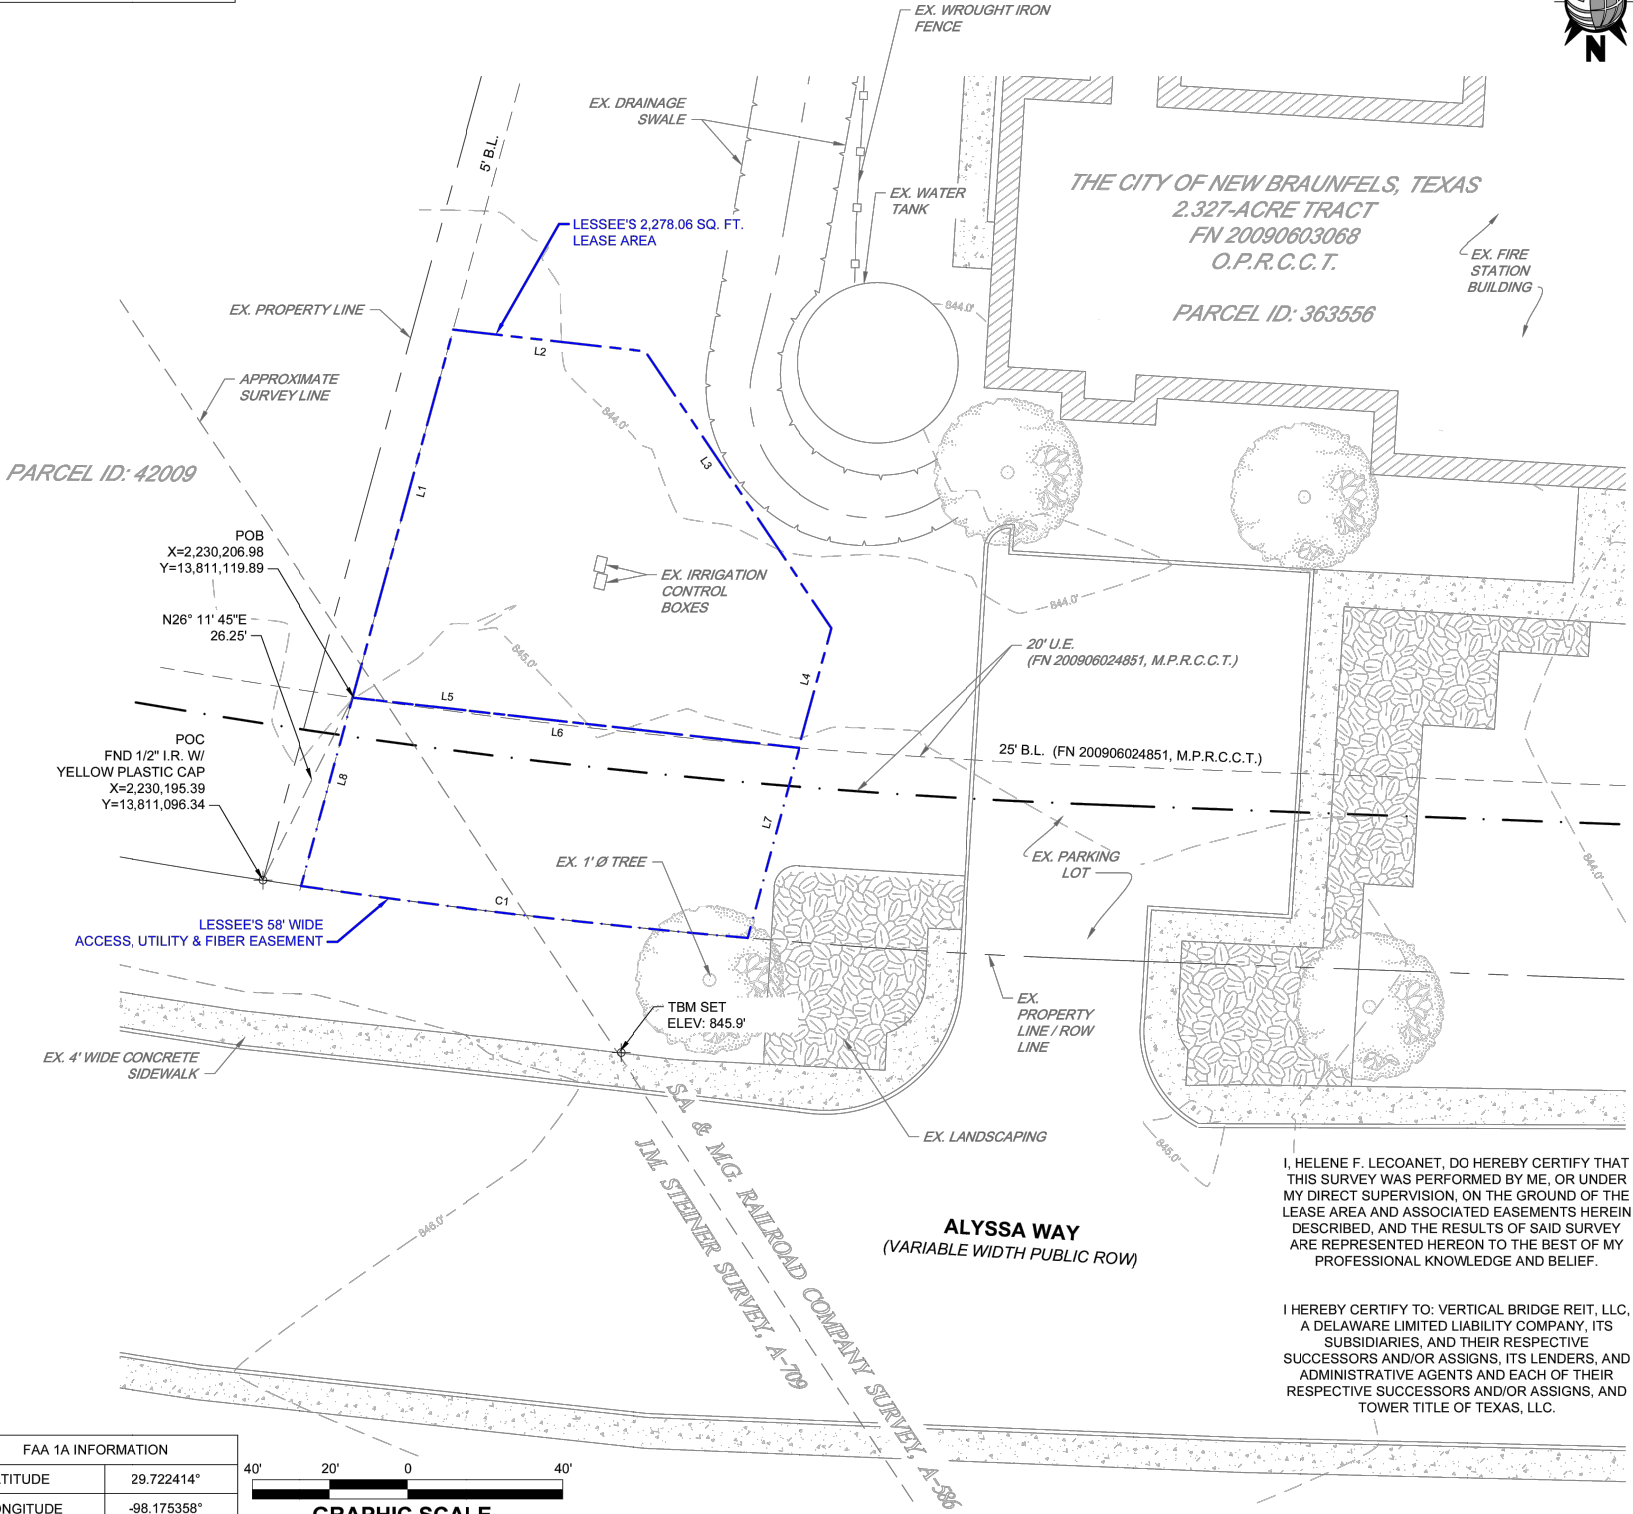 N
EX. WROUGHT IRON
FENCE
EX. DRAINAGE
SWALE
5' B.L.
EX. WATER
TANK
THE CITY OF NEW BRAUNFELS, TEXAS
2.327-ACRE TRACT
FN 20090603068
O.P.R.C.C.T.
PARCEL ID: 363556
EX. FIRE
STATION
BUILDING
LESSEE'S 2,278.06 SQ. FT.
LEASE AREA
EX. PROPERTY LINE
844.0'
L2
APPROXIMATE
SURVEY LINE
844.0'
L3
PARCEL ID: 42009
L1
POB
X=2,230,206.98
Y=13,811,119.89
EX. IRRIGATION
CONTROL
BOXES
844.0'
N26° 11' 45"E
26.25'
845.0'
20' U.E.
(FN 200906024851, M.P.R.C.C.T.)
L4
L5
L6
25' B.L. (FN 200906024851, M.P.R.C.C.T.)
POC
FND 1/2" I.R. W/
YELLOW PLASTIC CAP
X=2,230,195.39
Y=13,811,096.34
L8
L7
EX. 1' Ø TREE
EX. PARKING
LOT
844.0'
C1
LESSEE'S 58' WIDE
ACCESS, UTILITY & FIBER EASEMENT
TBM SET
ELEV: 845.9'
EX.
PROPERTY
LINE / ROW
LINE
EX. 4' WIDE CONCRETE
SIDEWALK
EX. LANDSCAPING
845.0'
846.0'
S.A. & M.G. RAILROAD COMPANY SURVEY, A-586
J.M. STEINER SURVEY, A-709
ALYSSA WAY
(VARIABLE WIDTH PUBLIC ROW)
I, HELENE F. LECOANET, DO HEREBY CERTIFY THAT
THIS SURVEY WAS PERFORMED BY ME, OR UNDER
MY DIRECT SUPERVISION, ON THE GROUND OF THE
LEASE AREA AND ASSOCIATED EASEMENTS HEREIN
DESCRIBED, AND THE RESULTS OF SAID SURVEY
ARE REPRESENTED HEREON TO THE BEST OF MY
PROFESSIONAL KNOWLEDGE AND BELIEF.
I HEREBY CERTIFY TO: VERTICAL BRIDGE REIT, LLC,
A DELAWARE LIMITED LIABILITY COMPANY, ITS
SUBSIDIARIES, AND THEIR RESPECTIVE
SUCCESSORS AND/OR ASSIGNS, ITS LENDERS, AND
ADMINISTRATIVE AGENTS AND EACH OF THEIR
RESPECTIVE SUCCESSORS AND/OR ASSIGNS, AND
TOWER TITLE OF TEXAS, LLC.
FAA 1A INFORMATION
TITUDE 29.722414°
NGITUDE -98.175358°
40' 20' 0 40'
GRAPHIC SCALE